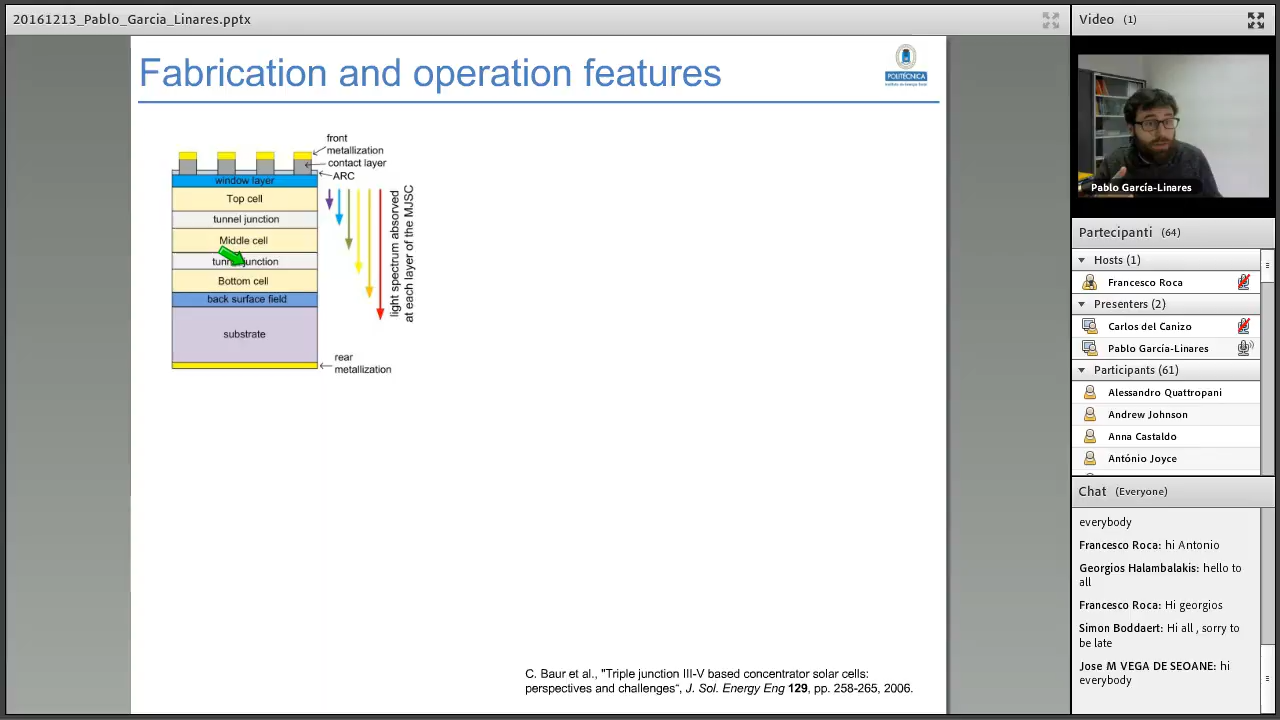 20161213_Pablo_Garcia_Linares.pptx
Fabrication and operation features
POLITÉCNICA
front
metallization
contact layer
ARC
window layer
Top cell
tunnel junction
Middle cell
tunnel junction
Bottom cell
back surface field
substrate
rear
metallization
light spectrum absored
at each layer of the MJSC
C. Baur et al., "Triple junction III-V based concentrator solar cells:
perspectives and challenges", J. Sol. Energy Eng 129, pp. 258-265, 2006.
Video (1)
Pablo García-Linares
Partecipanti (64)
Hosts (1)
Francesco Roca
Presenters (2)
Carlos del Canizo
Pablo García-Linares
Participants (61)
Alessandro Quattropani
Andrew Johnson
Anna Castaldo
António Joyce
Chat (Everyone)
everybody
Francesco Roca: hi Antonio
Georgios Halambalakis: hello to
all
Francesco Roca: Hi georgios
Simon Boddaert: Hi all , sorry to
be late
Jose M VEGA DE SEOANE: hi
everybody